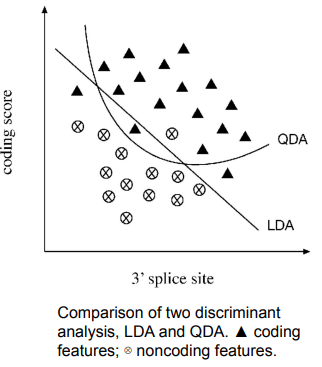 coding score
QDA
LDA
3' splice site
Comparison of two discriminant
analysis, LDA and QDA. ▲ coding
features; ⊗ noncoding features.